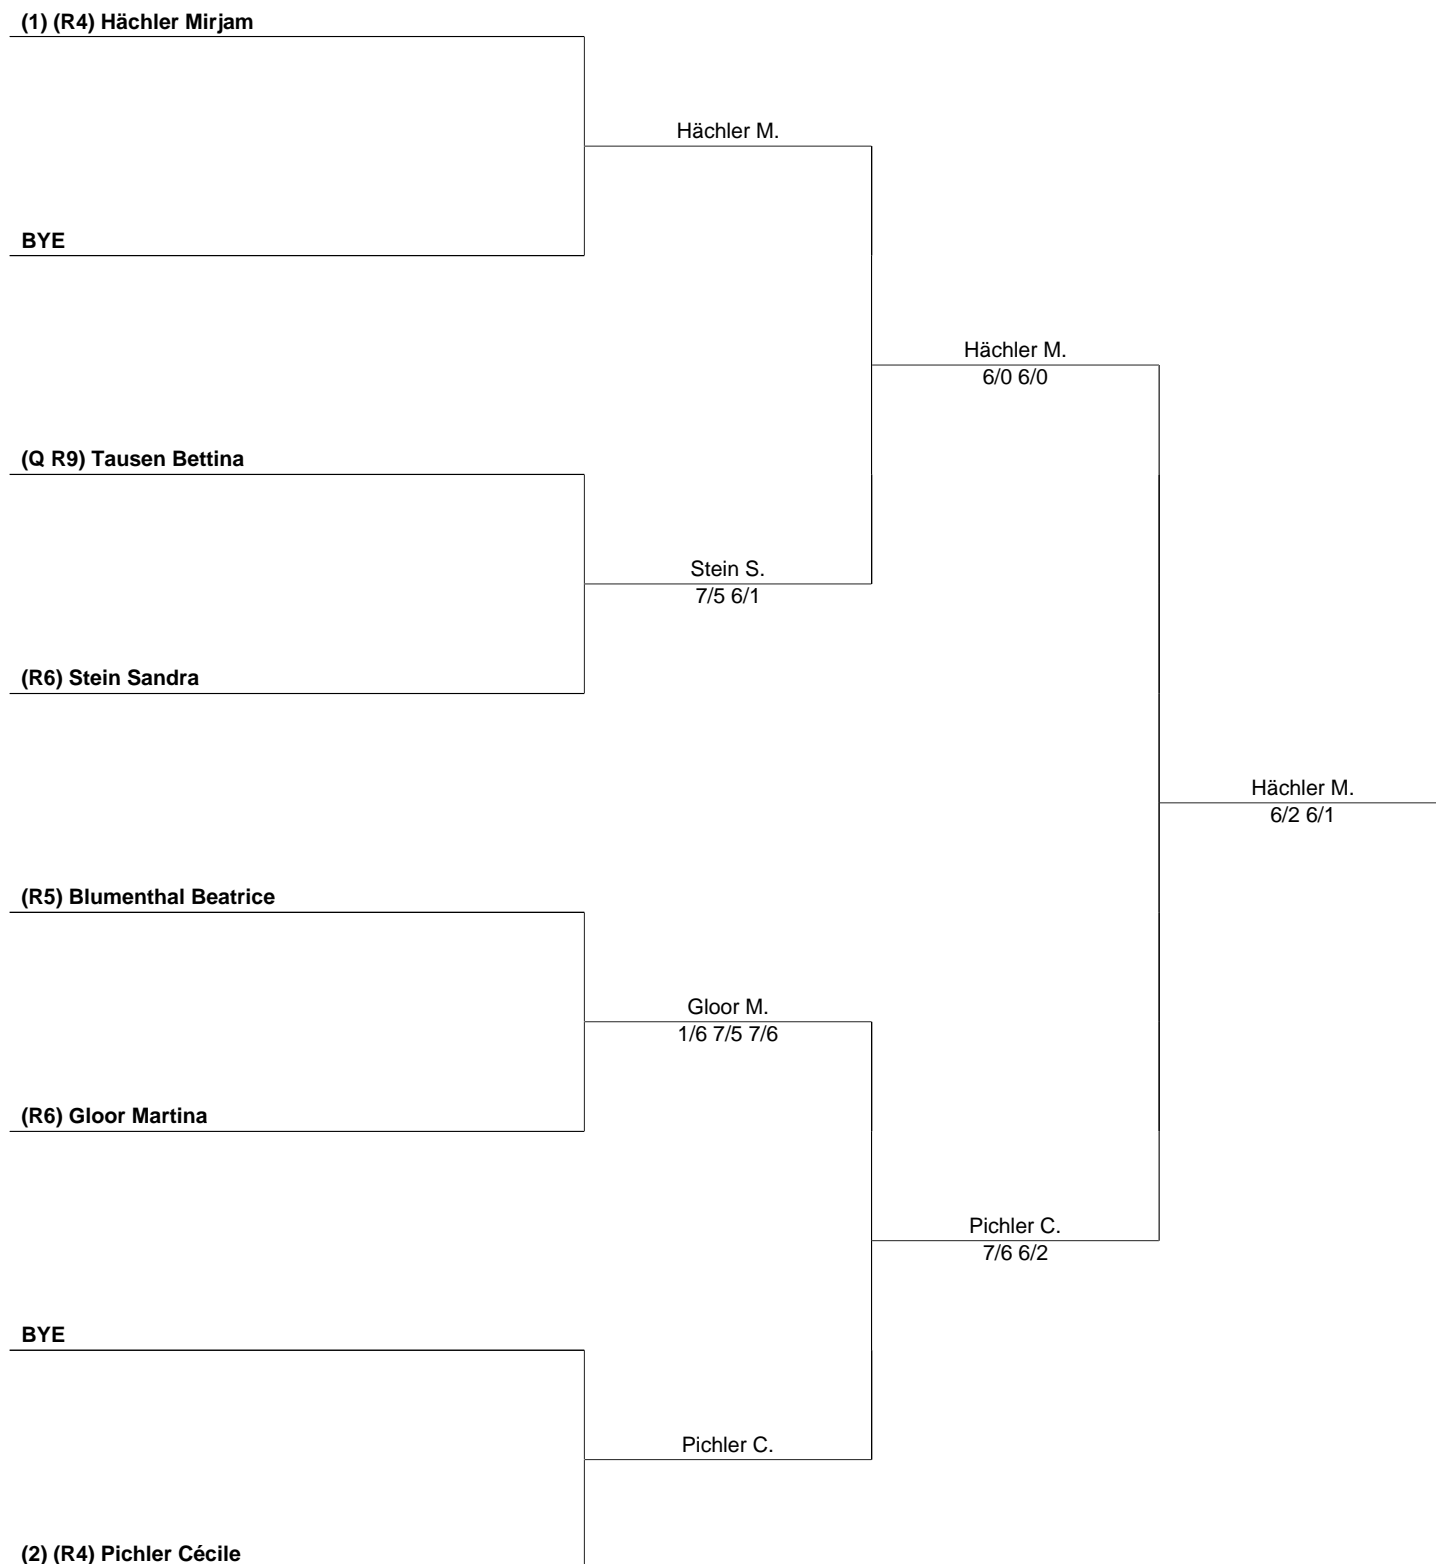 (1) (R4) Hächler Mirjam
Hächler M.
BYE
Hächler M.
6/0 6/0
(Q R9) Tausen Bettina
Stein S.
7/5 6/1
(R6) Stein Sandra
Hächler M.
6/2 6/1
(R5) Blumenthal Beatrice
Gloor M.
1/6 7/5 7/6
(R6) Gloor Martina
Pichler C.
7/6 6/2
BYE
Pichler C.
(2) (R4) Pichler Cécile